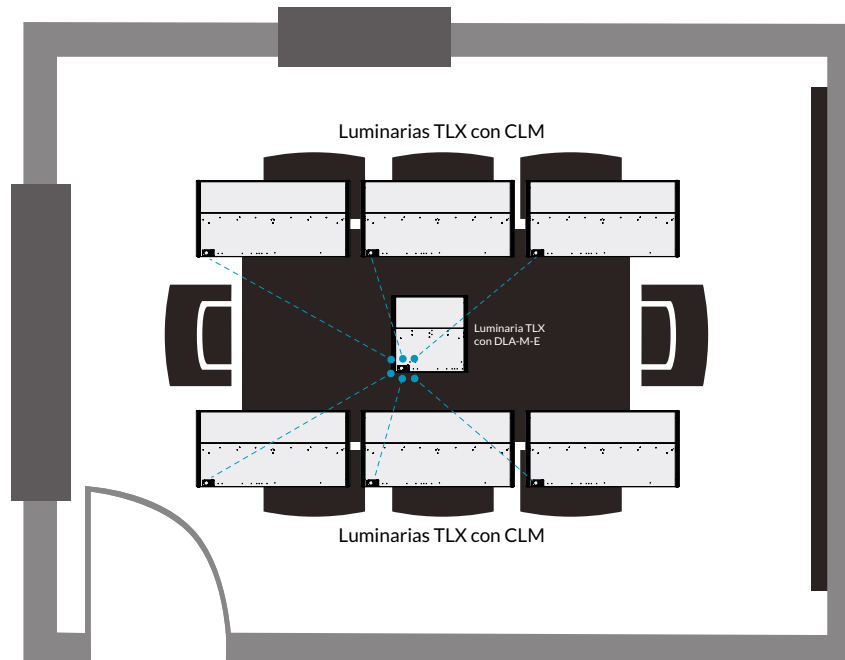 Luminarias TLX con CLM
Luminaria TLX
con DLA-M-E
Luminarias TLX con CLM